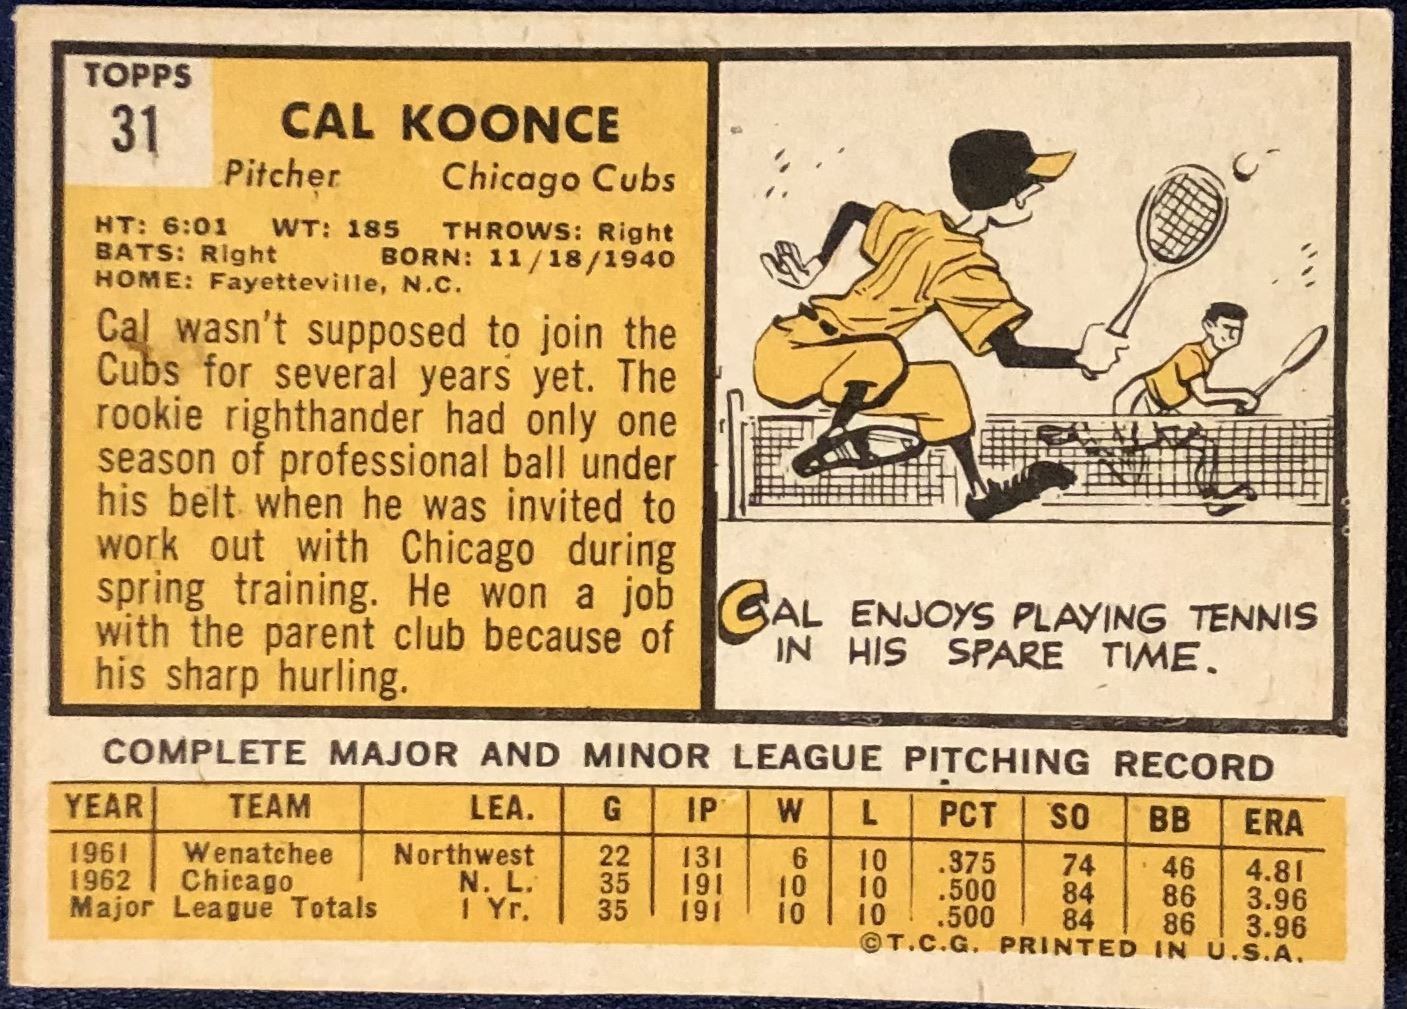 TOPPS
31
CAL KOONCE
Pitcher Chicago Cubs
HT: 6:01 WT: 185 THROWS: Right
BATS: Right BORN: 11/18/1940
HOME: Fayetteville, N.C.
Cal wasn't supposed to join the
Cubs for several years yet. The
rookie righthander had only one
season of professional ball under
his belt when he was invited to
work out with Chicago during
spring training. He won a job
with the parent club because of
his sharp hurling.
CAL ENJOYS PLAYING TENNIS
IN HIS SPARE TIME.
COMPLETE MAJOR AND MINOR LEAGUE PITCHING RECORD
YEAR TEAM LEA. G IP W L PCT SO BB ERA
1961 Wenatchee Northwest 22 131 6 10 .375 74 46 4.81
1962 Chicago N. L. 35 191 10 10 .500 84 86 3.96
Major League Totals 1 Yr. 35 191 10 10 .500 84 86 3.96
©T.C.G. PRINTED IN U.S.A.